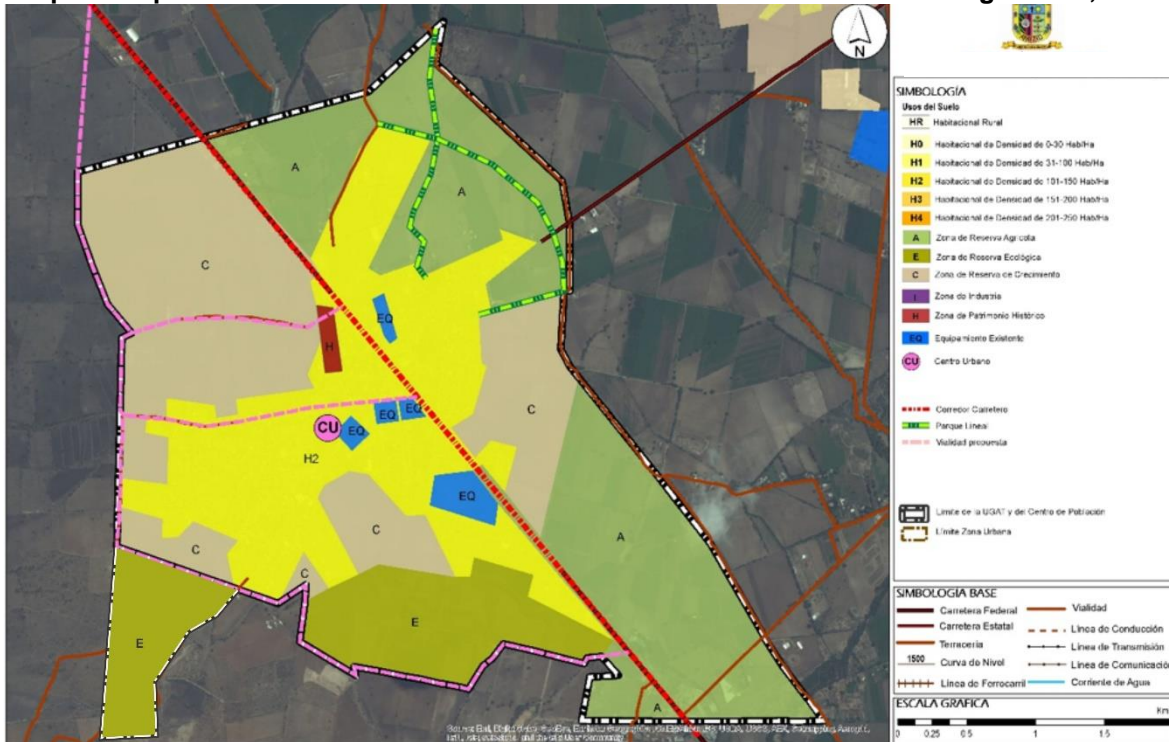 N
A
A
C
EQ
H
C
EQ
EQ
CU
EQ
H2
EQ
C
A
C
C
E
E
A
SIMBOLOGÍA
Usos del Suelo
HR Habitacional Rural
H0 Habitacional de Densidad de 0-30 Hab/Ha
H1 Habitacional de Densidad de 31-100 Hab/Ha
H2 Habitacional de Densidad de 101-150 Hab/Ha
H3 Habitacional de Densidad de 151-200 Hab/Ha
H4 Habitacional de Densidad de 201-250 Hab/Ha
A Zona de Reserva Agrícola
E Zona de Reserva Ecológica
C Zona de Reserva de Crecimiento
I Zona de Industria
H Zona de Patrimonio Histórico
EQ Equipamiento Existente
CU Centro Urbano
Corredor Carretero
Parque Lineal
Vialidad propuesta
Límite de la UGAT y del Centro de Población
Límite Zona Urbana
SIMBOLOGÍA BASE
Carretera Federal
Carretera Estatal
Terracería
1500 Curva de Nivel
Línea de Ferrocarril
Vialidad
Línea de Conducción
Línea de Transmisión
Línea de Comunicación
Corriente de Agua
ESCALA GRAFICA
Km
0 0.25 0.5 1 1.5